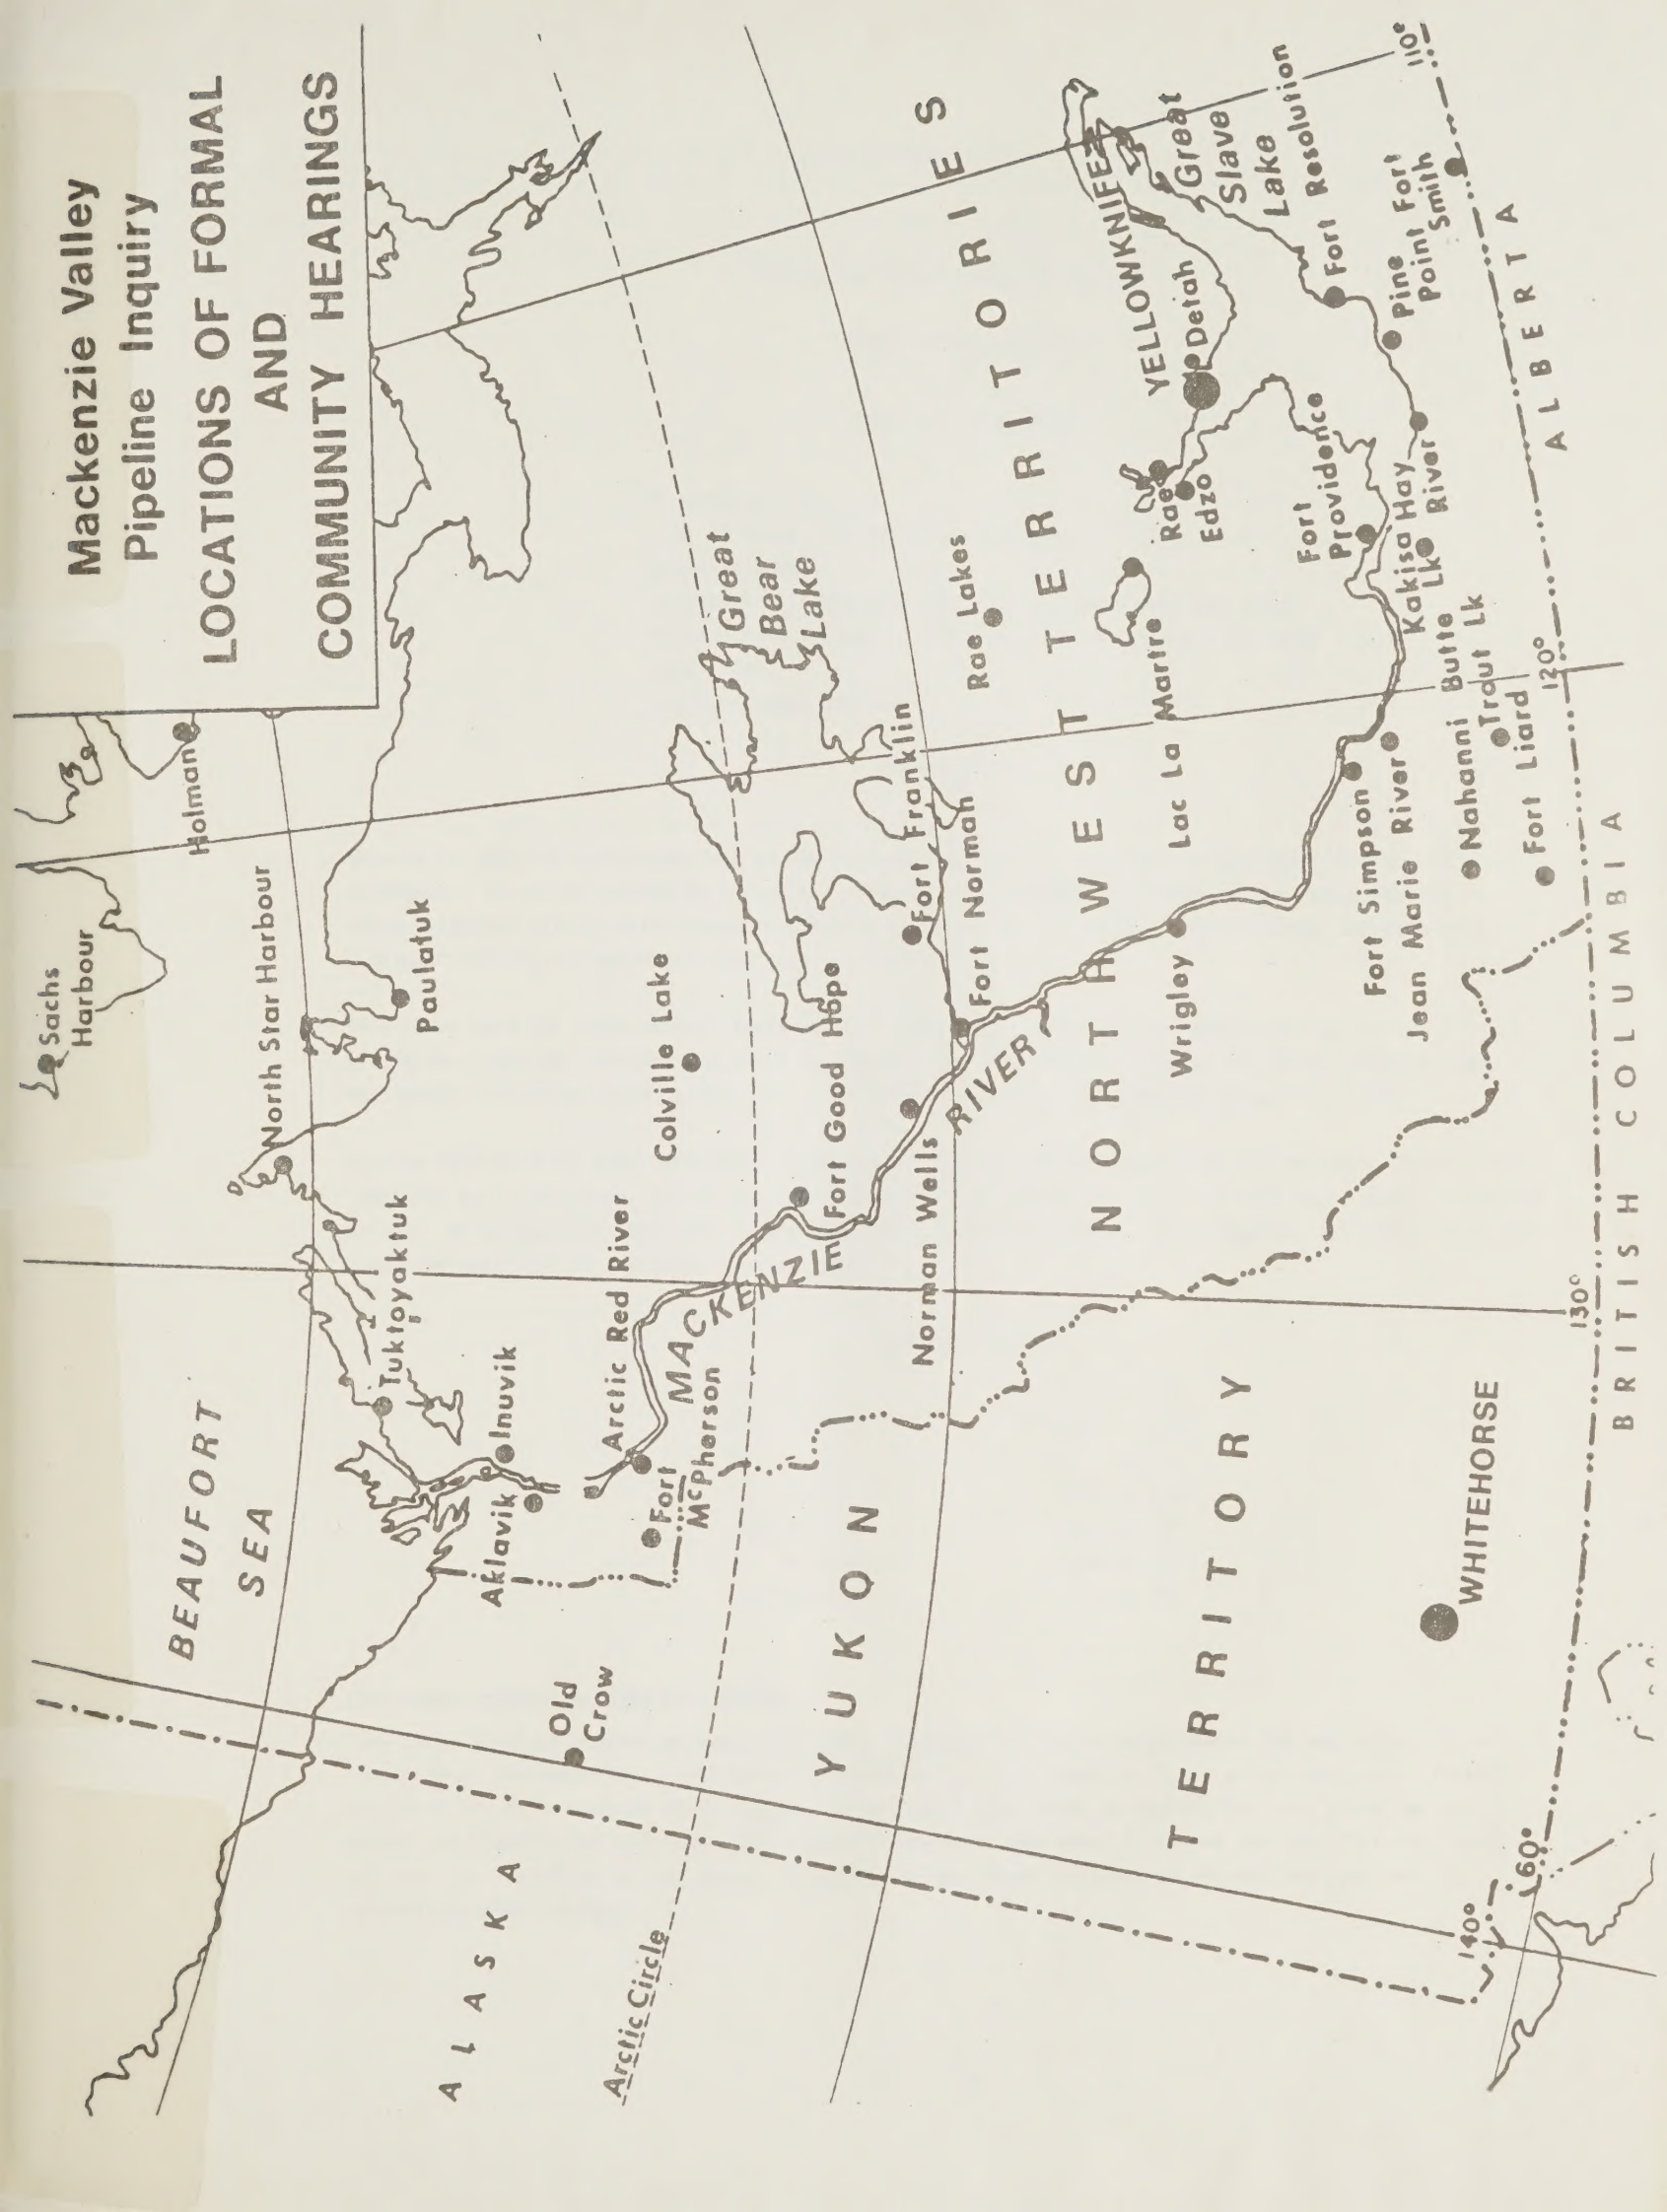 Mackenzie Valley
Pipeline Inquiry
LOCATIONS OF FORMAL
AND
COMMUNITY HEARINGS
BEAUFORT
SEA
Sachs
Harbour
Holman
North Star Harbour
Paulatuk
Tuktoyaktuk
Inuvik
Aklavik
Arctic Red River
Fort
McPherson
Old
Crow
ALASKA
Arctic Circle
Colville Lake
Great
Bear
Lake
Fort Good Hope
MACKENZIE
RIVER
Norman Wells
Fort Franklin
Fort Norman
YUKON
TERRITORY
NORTHWEST TERRITORIES
Rae Lakes
Lac La Martre
Wrigley
Rae
Edzo
YELLOWKNIFE
Detah
Great
Slave
Lake
Fort Resolution
Pine
Point
Fort
Smith
Fort
Providence
Hay
River
Kakisa
Lk
Fort Simpson
Jean Marie River
Nahanni Butte
Trout Lk
Fort Liard
WHITEHORSE
140°
130°
120°
110°
60°
BRITISH COLUMBIA
ALBERTA